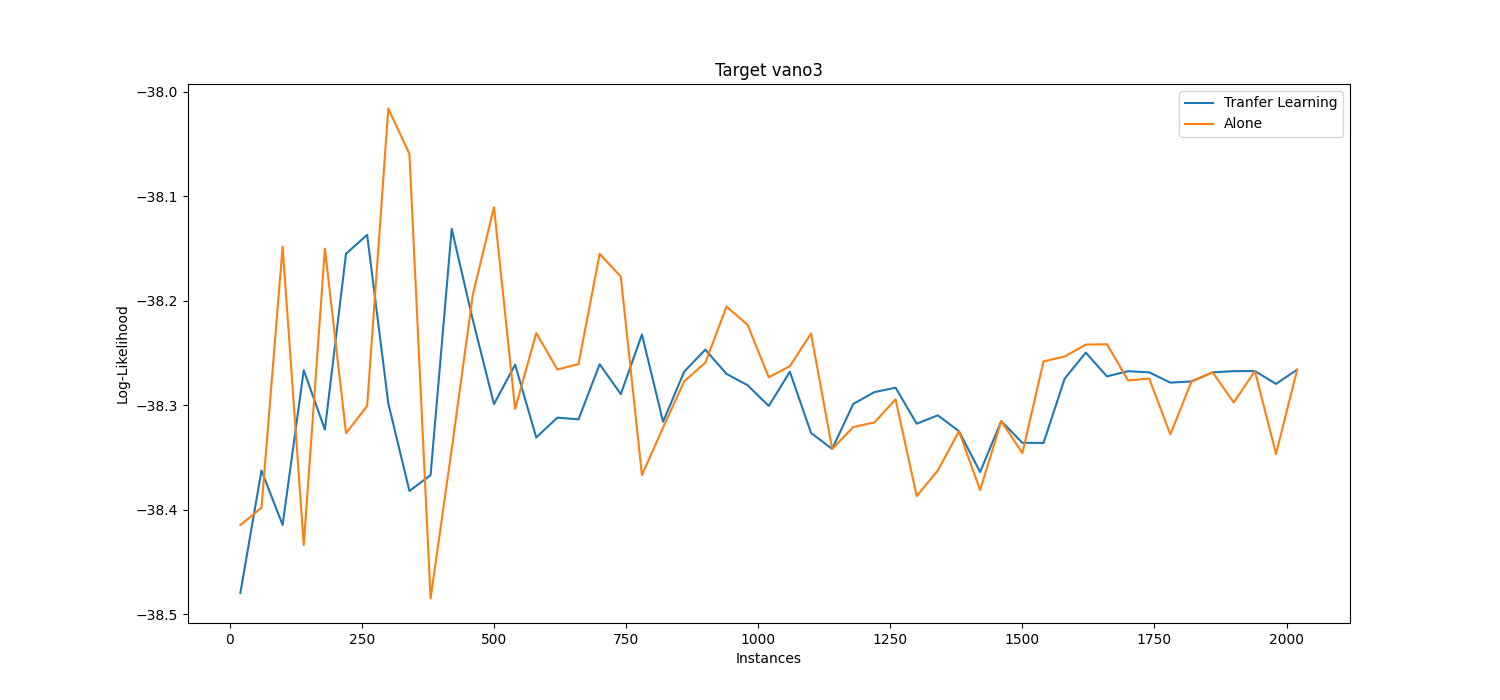 Target vano3
Tranfer Learning
Alone
−38.0
−38.1
−38.2
−38.3
−38.4
−38.5
Log-Likelihood
0 250 500 750 1000 1250 1500 1750 2000
Instances